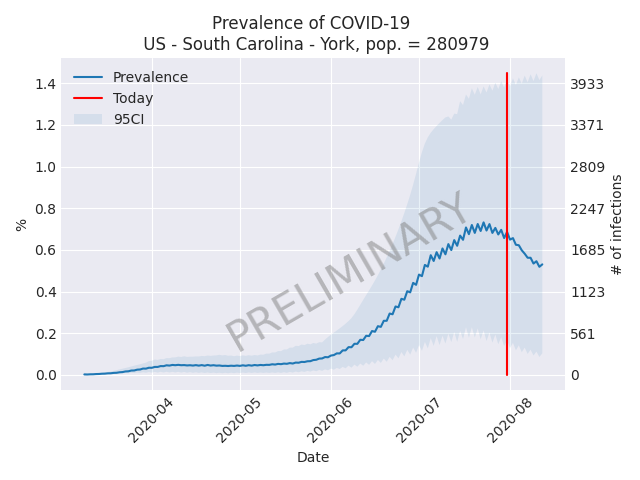 Prevalence of COVID-19
US - South Carolina - York, pop. = 280979
Prevalence
Today
95CI
PRELIMINARY
%
1.4
1.2
1.0
0.8
0.6
0.4
0.2
0.0
3933
3371
2809
2247
1685
1123
561
0
# of infections
2020-04
2020-05
2020-06
2020-07
2020-08
Date